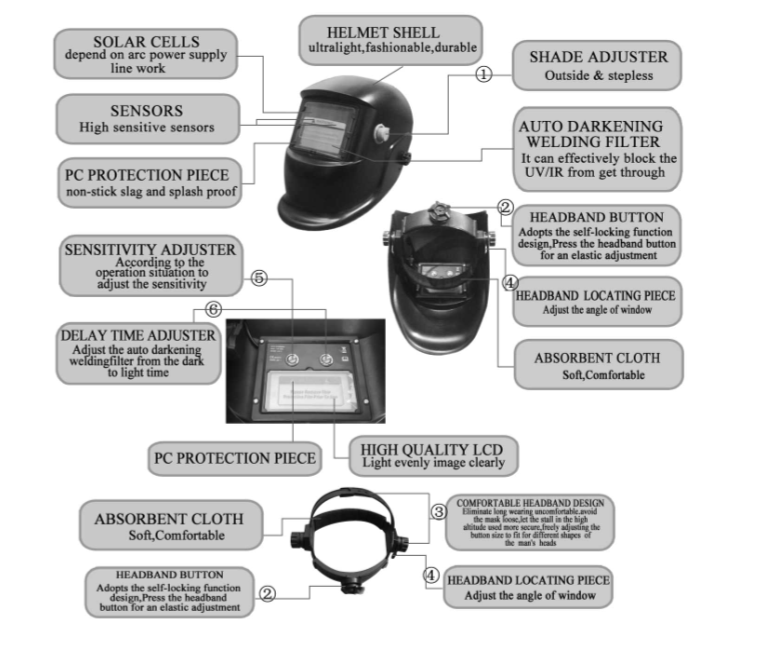 SOLAR CELLS
depend on arc power supply
line work
HELMET SHELL
ultralight,fashionable,durable
SHADE ADJUSTER
Outside & stepless
①
SENSORS
High sensitive sensors
AUTO DARKENING
WELDING FILTER
It can effectively block the
UV/IR from get through
PC PROTECTION PIECE
non-stick slag and splash proof
②
HEADBAND BUTTON
Adopts the self-locking function
design,Press the headband button
for an elastic adjustment
SENSITIVITY ADJUSTER
According to the
operation situation to
adjust the sensitivity
⑤
④
HEADBAND LOCATING PIECE
Adjust the angle of window
⑥
DELAY TIME ADJUSTER
Adjust the auto darkening
weldingfilter from the dark
to light time
ABSORBENT CLOTH
Soft,Comfortable
PC PROTECTION PIECE
HIGH QUALITY LCD
Light evenly image clearly
ABSORBENT CLOTH
Soft,Comfortable
③
COMFORTABLE HEADBAND DESIGN
Eliminate long wearing uncomfortable.avoid
the mask loose,let the stall in the high
altitude used more secure,freely adjusting the
button size to fit for different shapes of
the man's heads
HEADBAND BUTTON
Adopts the self-locking function
design,Press the headband
button for an elastic adjustment
②
④
HEADBAND LOCATING PIECE
Adjust the angle of window